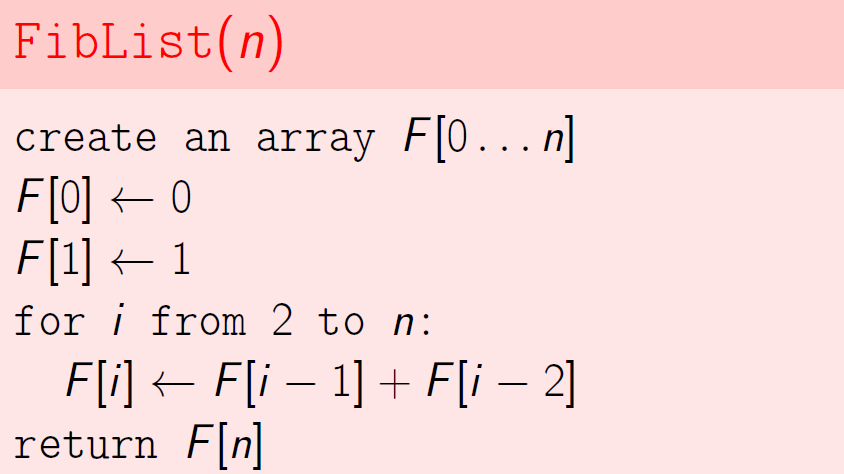 FibList(n)
create an array F[0...n]
F[0] ← 0
F[1] ← 1
for i from 2 to n:
F[i] ← F[i − 1] + F[i − 2]
return F[n]